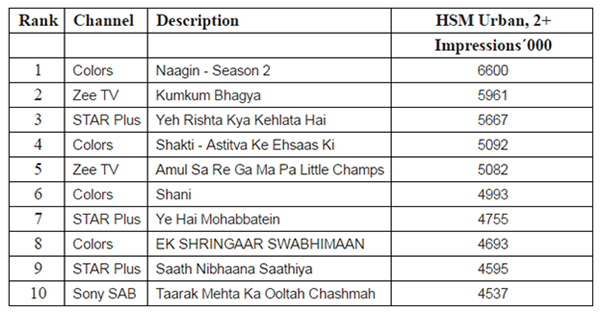 Rank Channel Description HSM Urban, 2+
Impressions´000
1 Colors Naagin - Season 2 6600
2 Zee TV Kumkum Bhagya 5961
3 STAR Plus Yeh Rishta Kya Kehlata Hai 5667
4 Colors Shakti - Astitva Ke Ehsaas Ki 5092
5 Zee TV Amul Sa Re Ga Ma Pa Little Champs 5082
6 Colors Shani 4993
7 STAR Plus Ye Hai Mohabbatein 4755
8 Colors EK SHRINGAAR SWABHIMAAN 4693
9 STAR Plus Saath Nibhaana Saathiya 4595
10 Sony SAB Taarak Mehta Ka Ooltah Chashmah 4537